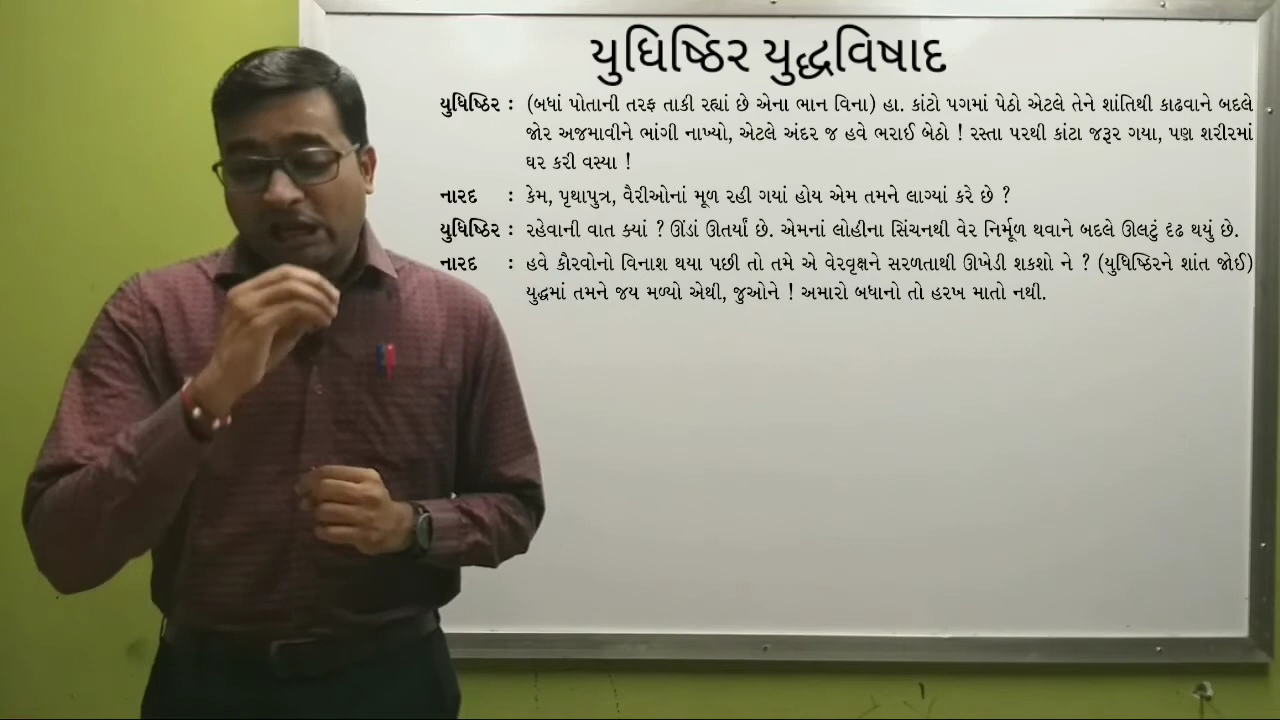 યુધિષ્ઠિર યુદ્ધવિષાદ
યુધિષ્ઠિર : (બધાં પોતાની તરફ તાકી રહ્યાં છે એના ભાન વિના) હા. કાંટો પગમાં પેઠો એટલે તેને શાંતિથી કાઢવાને બદલે
જોર અજમાવીને ભાંગી નાખ્યો, એટલે અંદર જ હવે ભરાઈ બેઠો ! રસ્તા પરથી કાંટા જરૂર ગયા, પણ શરીરમાં
ઘર કરી વસ્યા !
નારદ : કેમ, પૃથાપુત્ર, વૈરીઓનાં મૂળ રહી ગયાં હોય એમ તમને લાગ્યાં કરે છે ?
યુધિષ્ઠિર : રહેવાની વાત ક્યાં ? ઊંડાં ઊતર્યાં છે. એમનાં લોહીના સિંચનથી વેર નિર્મૂળ થવાને બદલે ઊલટું દૃઢ થયું છે.
નારદ : હવે કૌરવોનો વિનાશ થયા પછી તો તમે એ વેરવૃક્ષને સરળતાથી ઊખેડી શકશો ને ? (યુધિષ્ઠિરને શાંત જોઈ)
યુદ્ધમાં તમને જય મળ્યો એથી, જુઓને ! અમારો બધાનો તો હરખ માતો નથી.